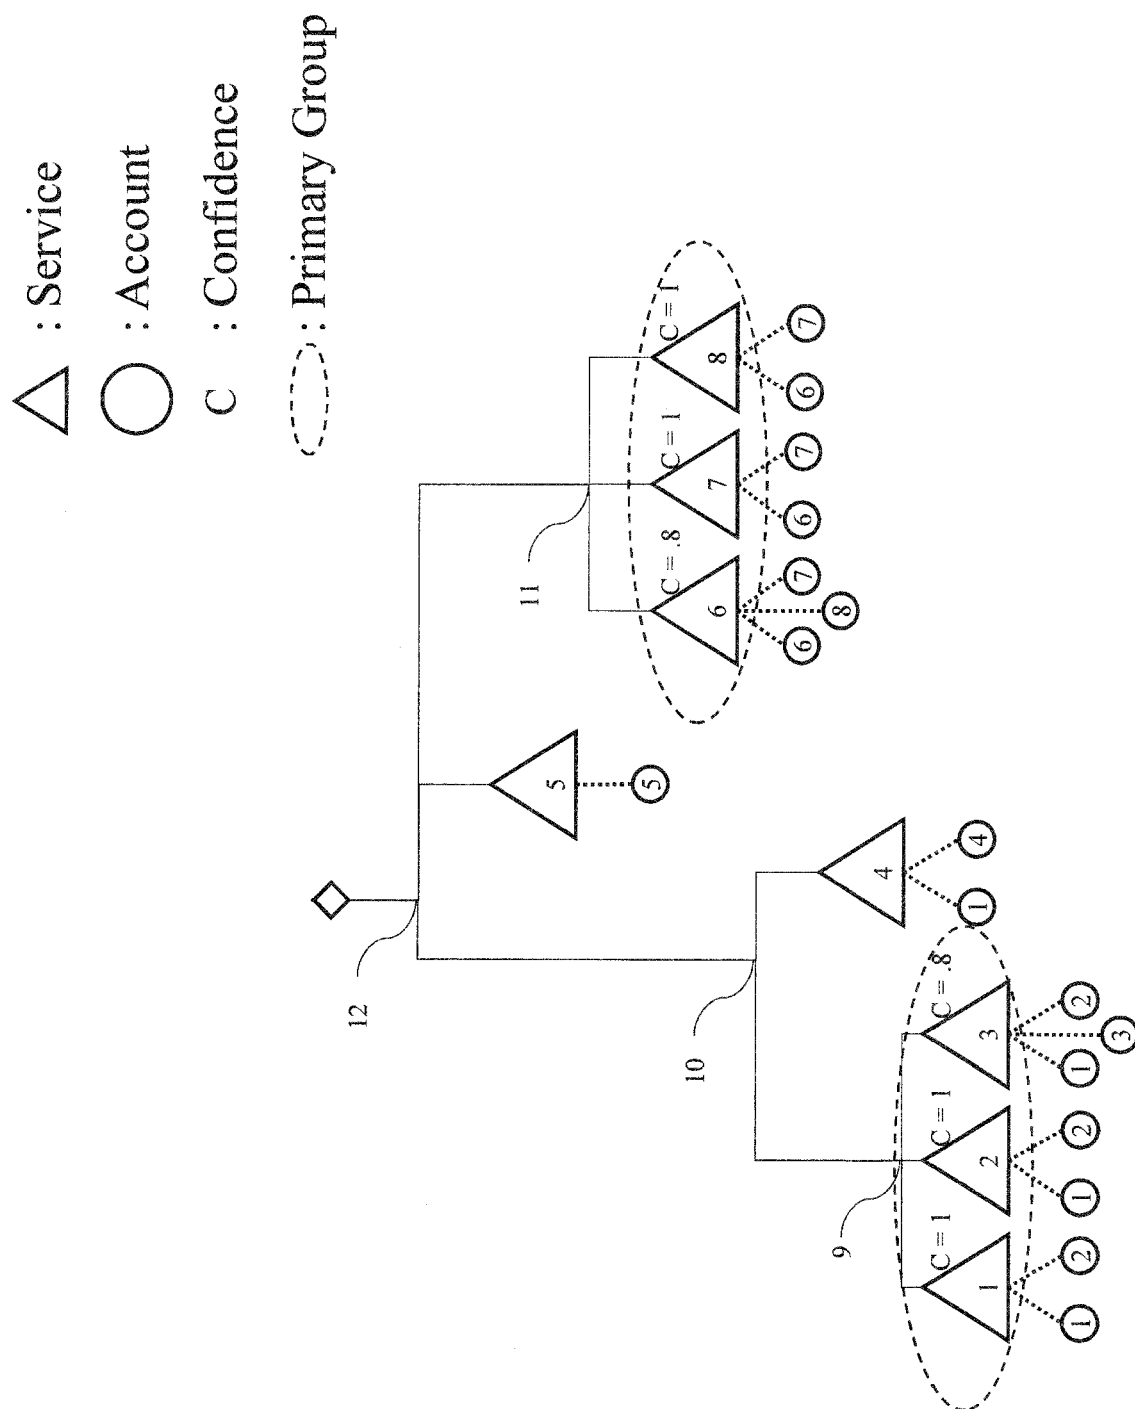 : Service
: Account
C : Confidence
: Primary Group
12
11
10
9
C = .8
C = 1
C = 1
6
7
8
6
8
7
6
7
6
7
5
5
4
1
4
C = 1
C = 1
C = .8
1
2
3
1
2
1
2
1
3
2